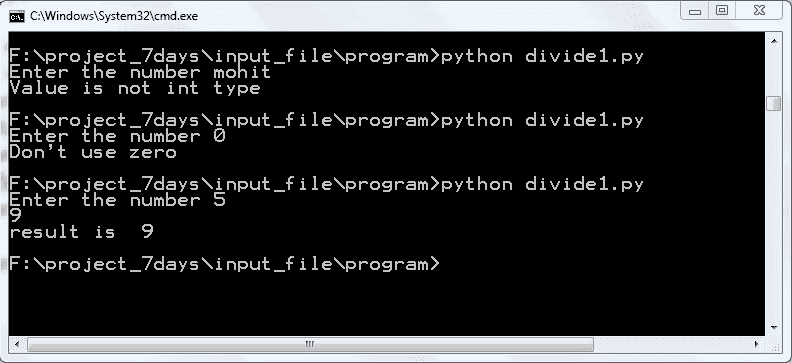 C:\Windows\System32\cmd.exe
F:\project_7days\input_file\program>python divide1.py
Enter the number mohit
Value is not int type
F:\project_7days\input_file\program>python divide1.py
Enter the number 0
Don't use zero
F:\project_7days\input_file\program>python divide1.py
Enter the number 5
9
result is  9
F:\project_7days\input_file\program>